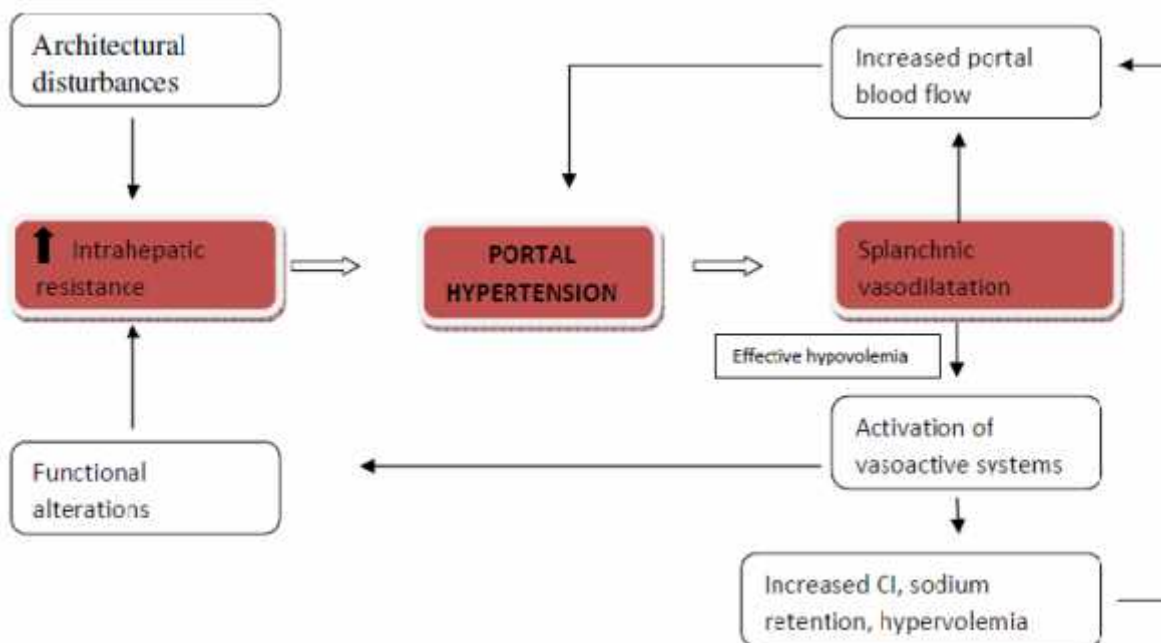 Architectural
disturbances
Increased portal
blood flow
Intrahepatic
resistance
PORTAL
HYPERTENSION
Splanchnic
vasodilatation
Effective hypovolemia
Activation of
vasoactive systems
Functional
alterations
Increased CI, sodium
retention, hypervolemia